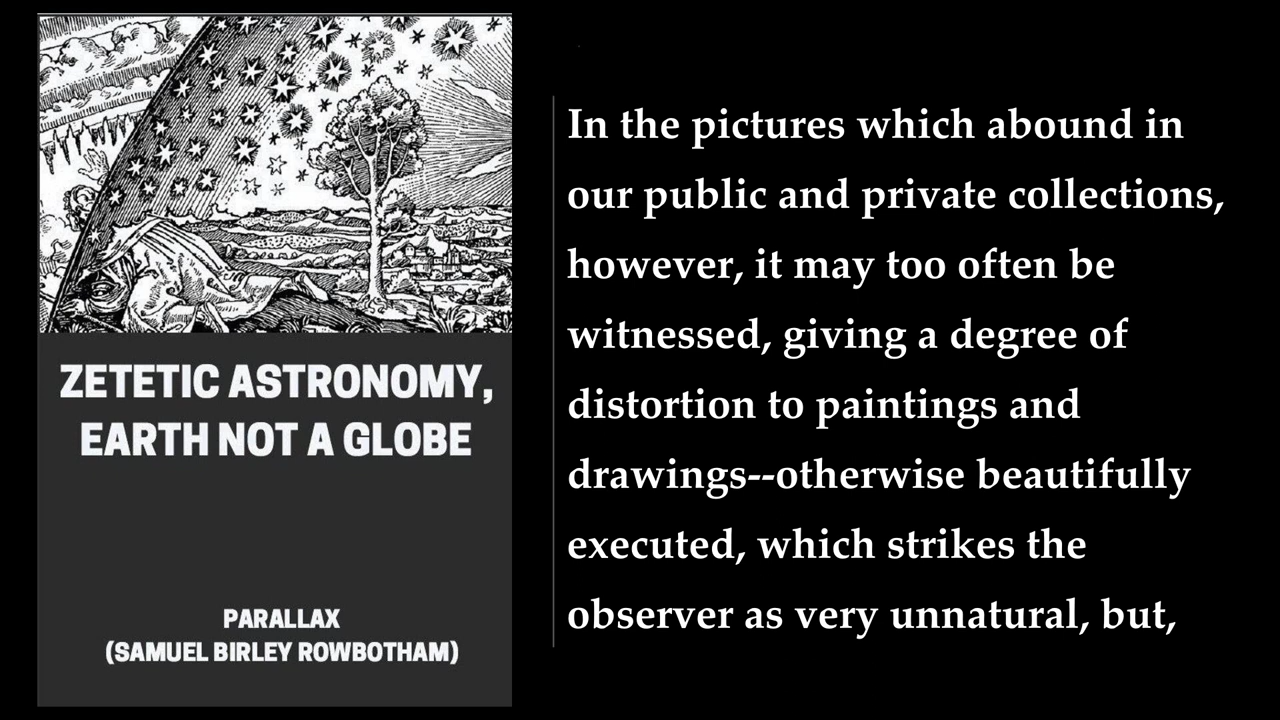 ZETETIC ASTRONOMY,
EARTH NOT A GLOBE
PARALLAX
(SAMUEL BIRLEY ROWBOTHAM)
In the pictures which abound in
our public and private collections,
however, it may too often be
witnessed, giving a degree of
distortion to paintings and
drawings--otherwise beautifully
executed, which strikes the
observer as very unnatural, but,